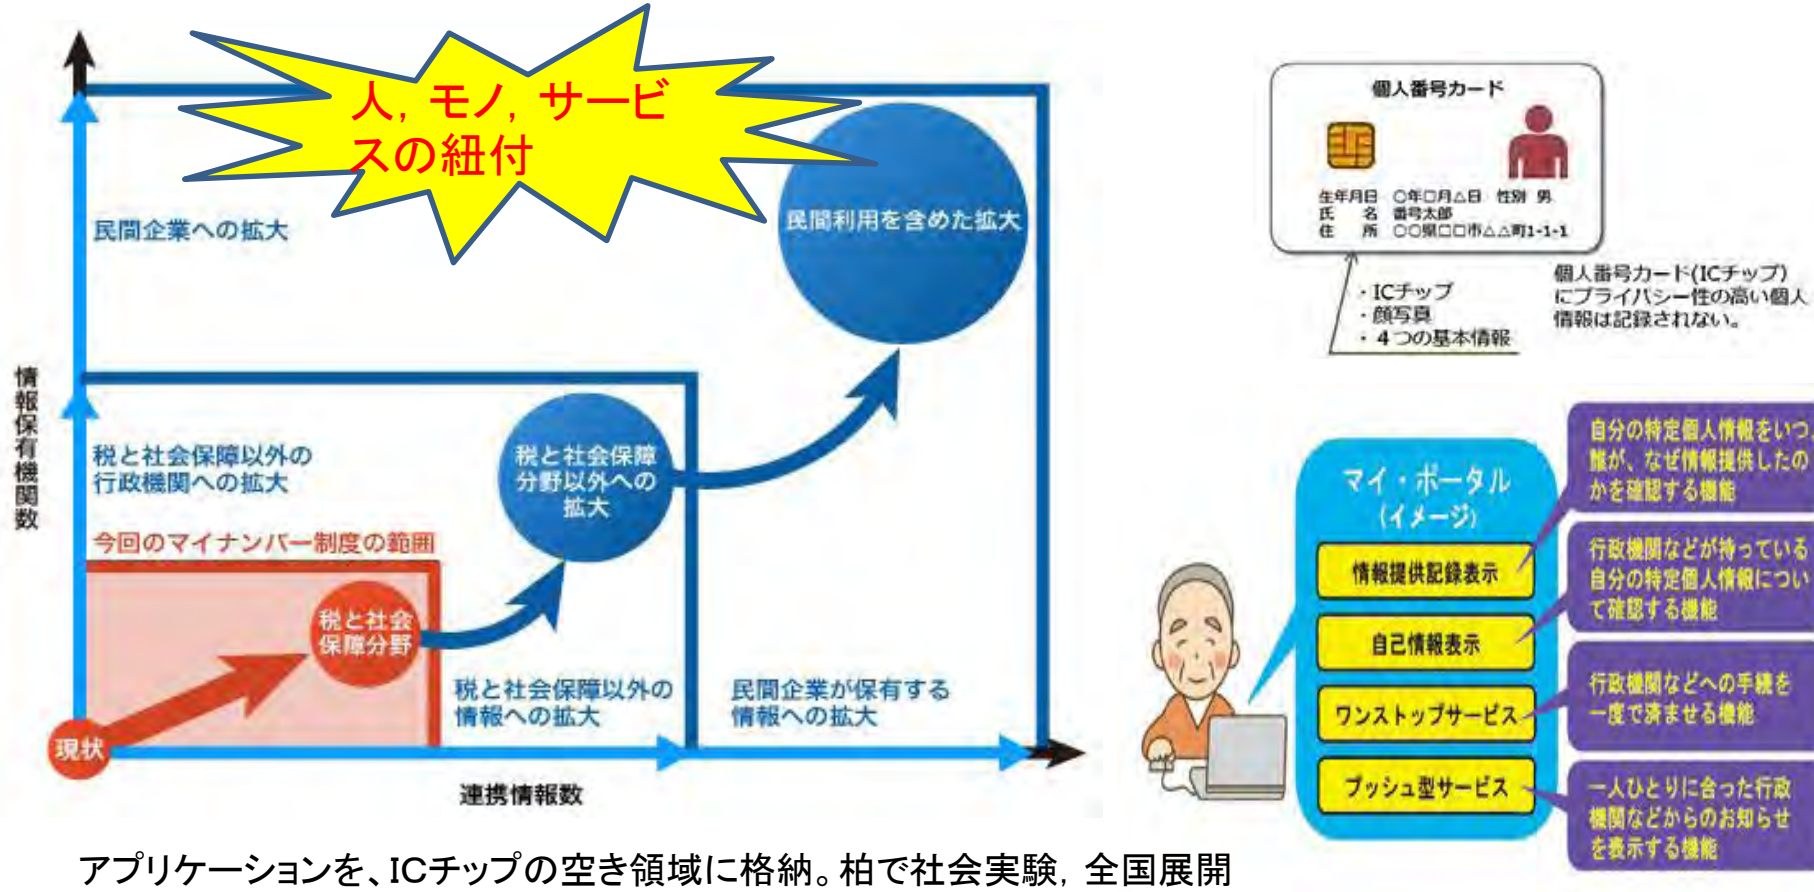 人, モノ, サービ
スの紐付
民間企業への拡大
民間利用を含めた拡大
情報保有機関数
税と社会保障以外の
行政機関への拡大
税と社会保障
分野以外への
拡大
今回のマイナンバー制度の範囲
税と社会
保障分野
税と社会保障以外の
情報への拡大
民間企業が保有する
情報への拡大
現状
連携情報数
個人番号カード
生年月日 〇年□月△日 性別 男
氏 名 番号太郎
住 所 〇〇県□□市△△町1-1-1
・ICチップ
・顔写真
・４つの基本情報
個人番号カード(ICチップ)
にプライバシー性の高い個人
情報は記録されない。
マイ・ポータル
(イメージ)
情報提供記録表示
自己情報表示
ワンストップサービス
プッシュ型サービス
自分の特定個人情報をいつ、
誰が、なぜ情報提供したの
かを確認する機能
行政機関などが持っている
自分の特定個人情報につい
て確認する機能
行政機関などへの手続を
一度で済ませる機能
一人ひとりに合った行政
機関などからのお知らせ
を表示する機能
アプリケーションを、ICチップの空き領域に格納。柏で社会実験, 全国展開